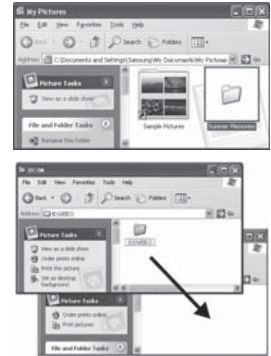 My Pictures
File Edit View Favorites Tools Help
Back Search Folders
Address C:\Documents and Settings\Samsung\My Documents\My Pictures Go
Picture Tasks
View as a slide show
File and Folder Tasks
Rename this folder
Sample Pictures
Summer Memories
DCIM
File Edit View Favorites Tools Help
Back Search Folders
Address Go
Picture Tasks
View as a slide show
Order prints online
Print this picture
Set as desktop
background
100VIDEO
Picture Tasks
Order prints online
Print pictures
File and Folder Tasks